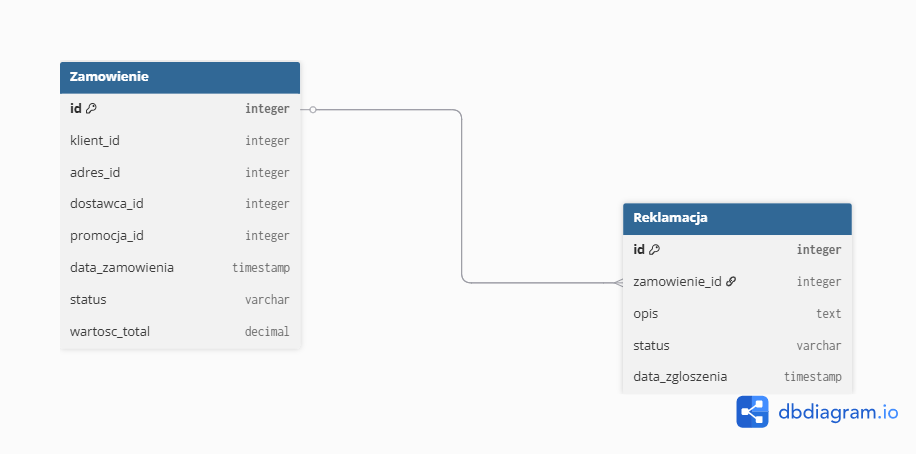 Zamowienie
id integer
klient_id integer
adres_id integer
dostawca_id integer
promocja_id integer
data_zamowienia timestamp
status varchar
wartosc_total decimal
Reklamacja
id integer
zamowienie_id integer
opis text
status varchar
data_zgloszenia timestamp
dbdiagram.io